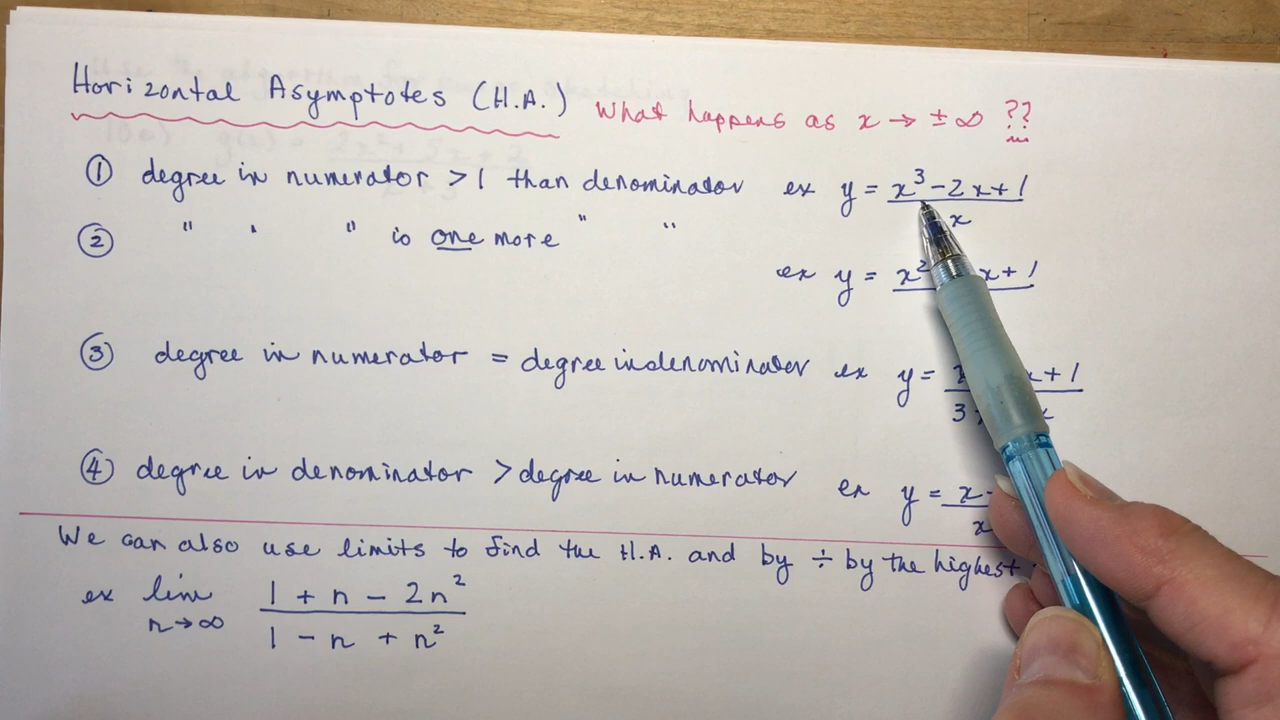 Horizontal Asymptotes (H.A.) What happens as x → ±∞ ??
① degree in numerator >1 than denominator ex y = x³ - 2x + 1 / x
② " " " is one more " "
ex y = x² x + 1
③ degree in numerator = degree in denominator ex y = x + 1 / 3
④ degree in denominator > degree in numerator ex y = x - / x
We can also use limits to find the H.A. and by ÷ by the highest
ex lim n→∞ 1 + n - 2n² / 1 - n + n²